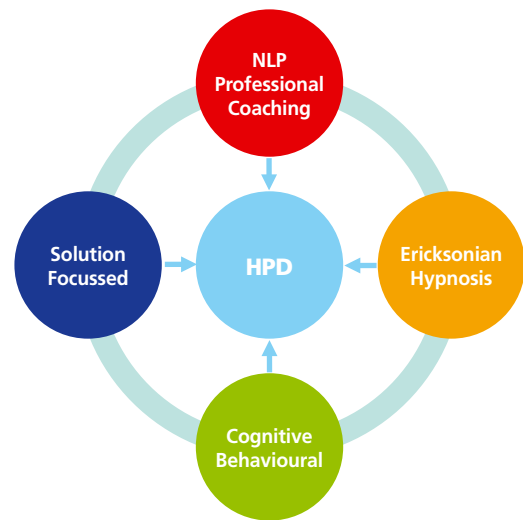 NLP
Professional
Coaching
Solution
Focussed
HPD
Ericksonian
Hypnosis
Cognitive
Behavioural